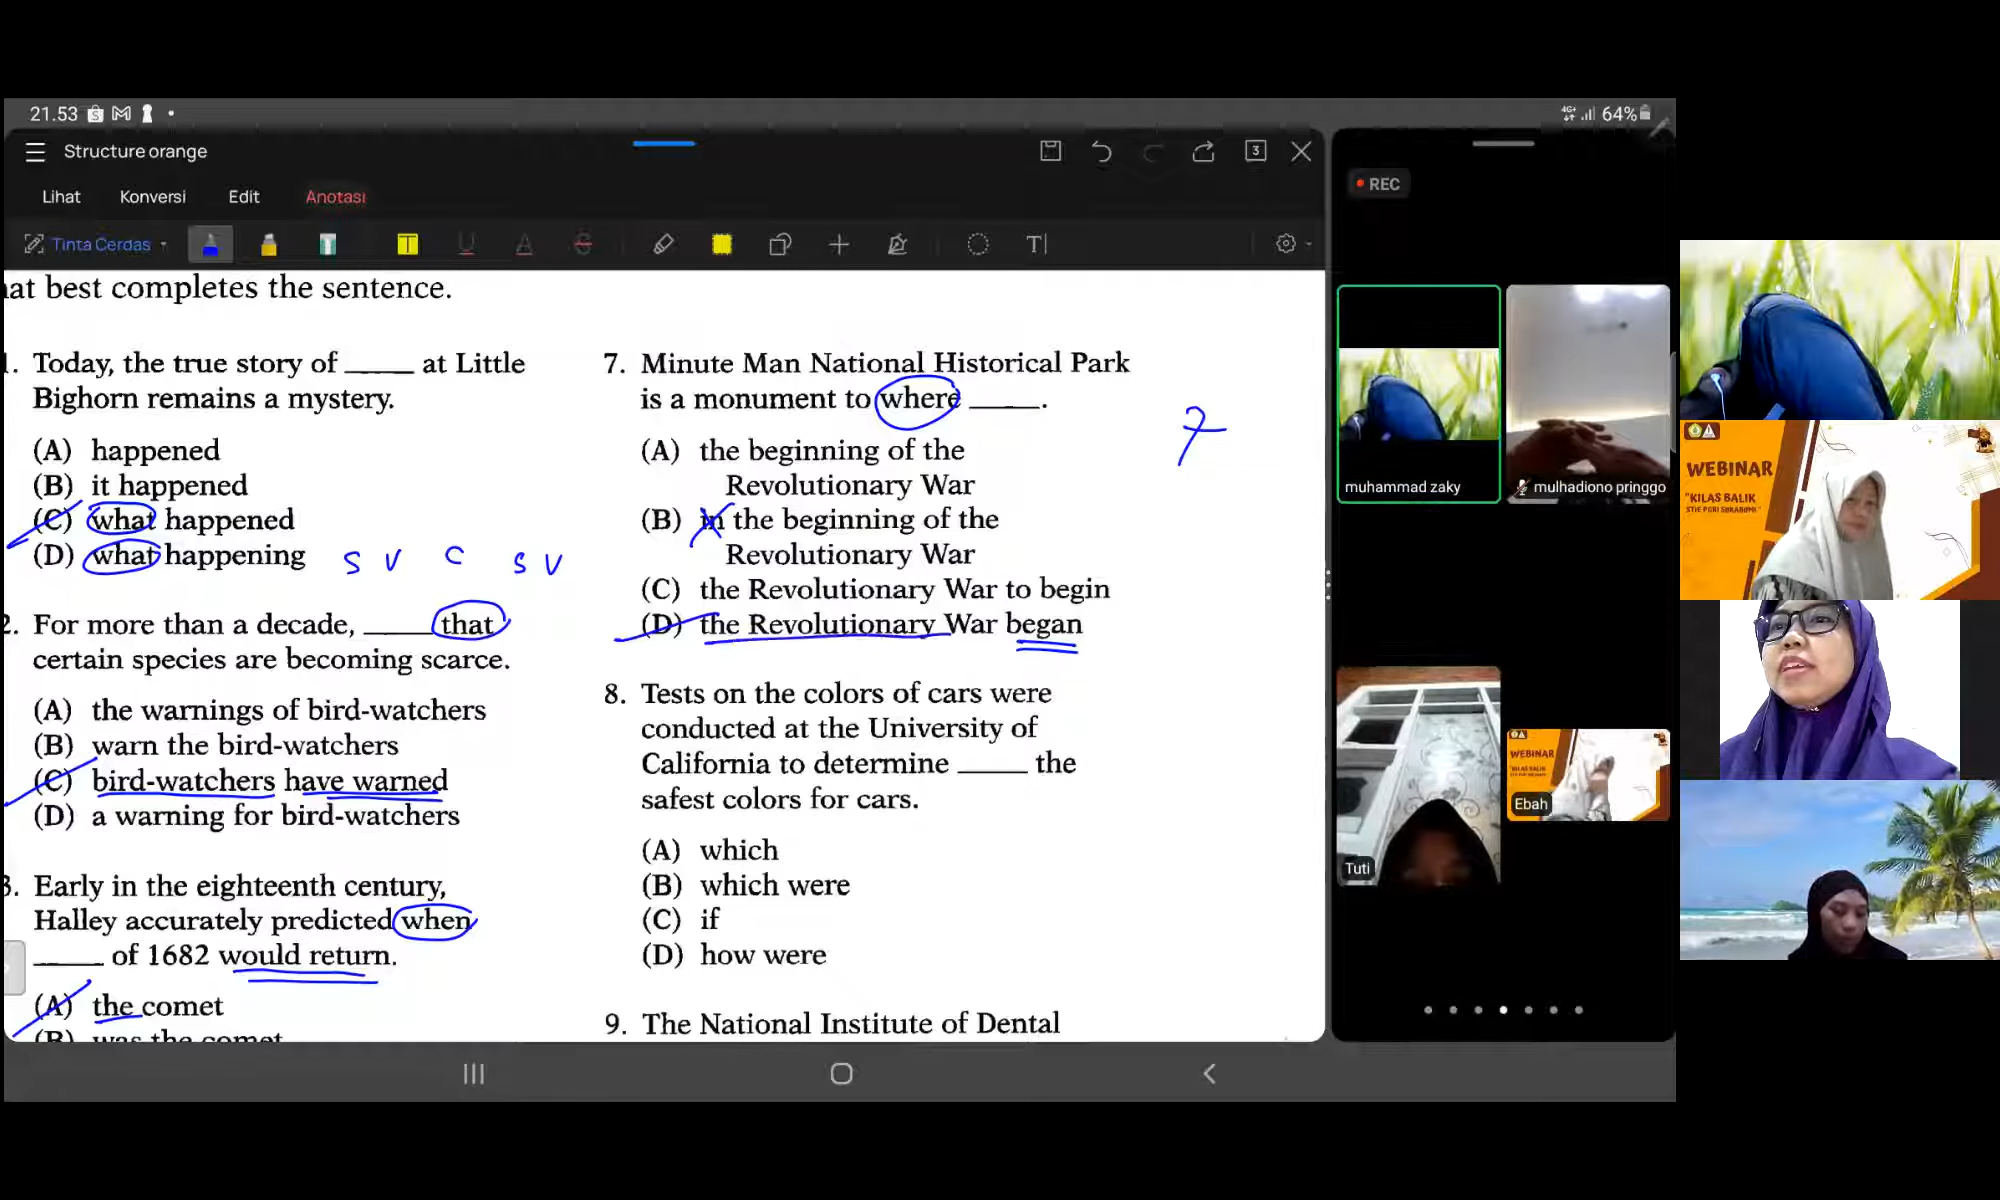 21.53
64%
Structure orange
3
Lihat Konversi Edit Anotasi
Tinta Cerdas
at best completes the sentence.
1. Today, the true story of _____ at Little
Bighorn remains a mystery.
(A) happened
(B) it happened
(C) what happened
(D) what happening
S V C S V
2. For more than a decade, _____ that
certain species are becoming scarce.
(A) the warnings of bird-watchers
(B) warn the bird-watchers
(C) bird-watchers have warned
(D) a warning for bird-watchers
3. Early in the eighteenth century,
Halley accurately predicted when
_____ of 1682 would return.
(A) the comet
(B) was the comet
7. Minute Man National Historical Park
is a monument to where _____.
(A) the beginning of the
Revolutionary War
(B) in the beginning of the
Revolutionary War
(C) the Revolutionary War to begin
(D) the Revolutionary War began
7
8. Tests on the colors of cars were
conducted at the University of
California to determine _____ the
safest colors for cars.
(A) which
(B) which were
(C) if
(D) how were
9. The National Institute of Dental
REC
muhammad zaky
mulhadiono pringgo
Tuti
WEBINAR
Ebah
WEBINAR
"KILAS BALIK
STIE PGRI SUKABUMI"